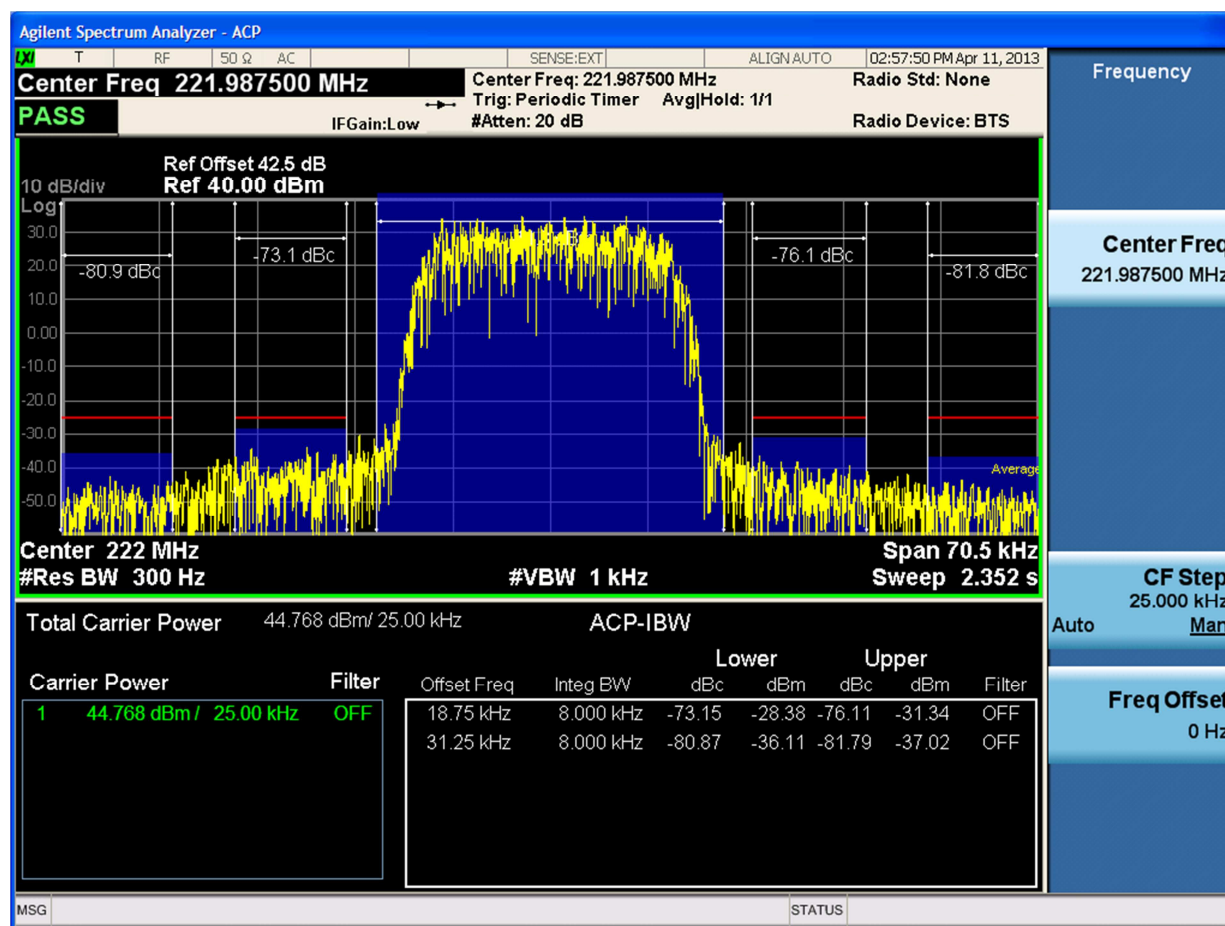 Agilent Spectrum Analyzer - ACP
LXI T RF 50 Ω AC SENSE:EXT ALIGN AUTO 02:57:50 PM Apr 11, 2013
Center Freq 221.987500 MHz
Center Freq: 221.987500 MHz Radio Std: None
Trig: Periodic Timer Avg|Hold: 1/1
PASS
IFGain:Low #Atten: 20 dB Radio Device: BTS
Ref Offset 42.5 dB
10 dB/div Ref 40.00 dBm
Log
30.0
20.0
10.0
0.00
-10.0
-20.0
-30.0
-40.0
-50.0
-80.9 dBc
-73.1 dBc
-76.1 dBc
-81.8 dBc
Average
Center 222 MHz Span 70.5 kHz
#Res BW 300 Hz #VBW 1 kHz Sweep 2.352 s
Total Carrier Power 44.768 dBm/ 25.00 kHz ACP-IBW
Lower Upper
Carrier Power Filter Offset Freq Integ BW dBc dBm dBc dBm Filter
1 44.768 dBm / 25.00 kHz OFF 18.75 kHz 8.000 kHz -73.15 -28.38 -76.11 -31.34 OFF
31.25 kHz 8.000 kHz -80.87 -36.11 -81.79 -37.02 OFF
MSG STATUS
Frequency
Center Freq
221.987500 MHz
CF Step
25.000 kHz
Auto Man
Freq Offset
0 Hz